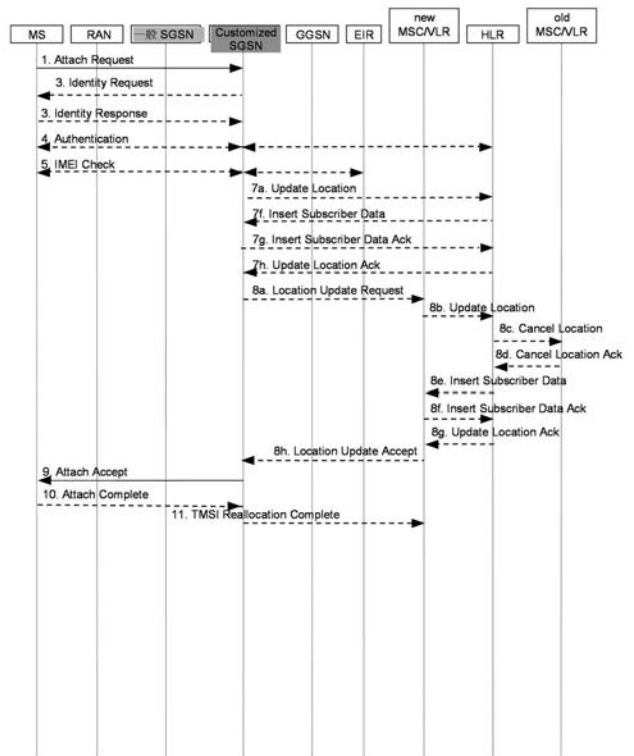 old
new
MS RAN 一般 SGSN Customized GGSN EIR MSC/VLR HLR MSC/VLR
SGSN
1. Attach Request
3. Identity Request
3. Identity Response
4. Authentication
5. IMEI Check
7a. Update Location
7f. Insert Subscriber Data
7g. Insert Subscriber Data Ack
7h. Update Location Ack
8a. Location Update Request
8b. Update Location
8c. Cancel Location
8d. Cancel Location Ack
8e. Insert Subscriber Data
8f. Insert Subscriber Data Ack
8g. Update Location Ack
8h. Location Update Accept
9. Attach Accept
10. Attach Complete
11. TMSI Reallocation Complete